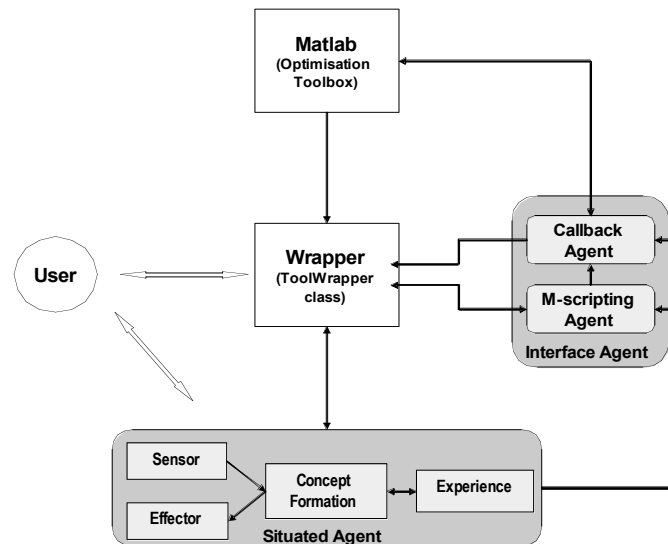 Matlab
(Optimisation
Toolbox)
User
Wrapper
(ToolWrapper
class)
Callback
Agent
M-scripting
Agent
Interface Agent
Sensor
Effector
Concept
Formation
Experience
Situated Agent